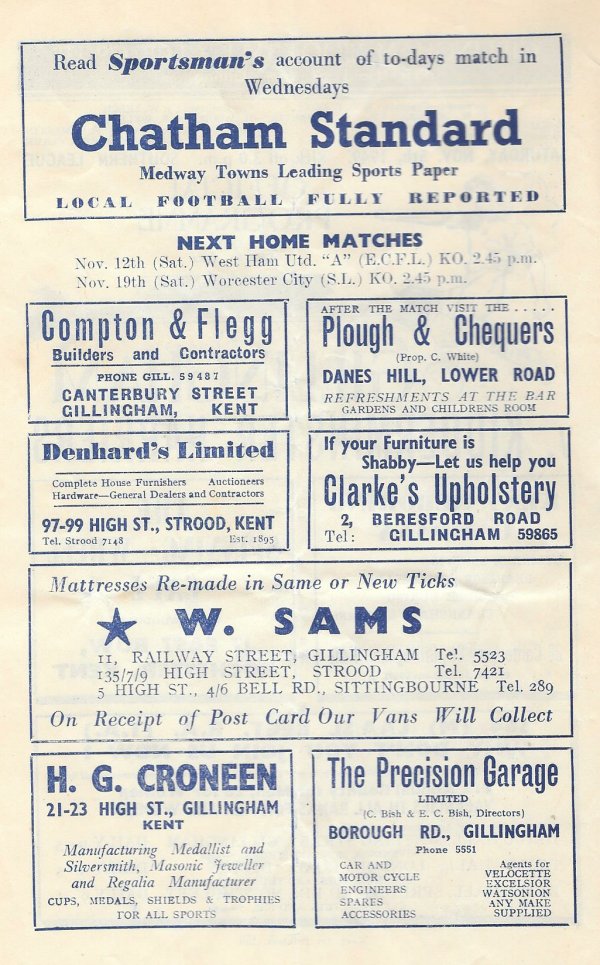 Read Sportsman's account of to-days match in
Wednesdays
Chatham Standard
Medway Towns Leading Sports Paper
LOCAL FOOTBALL FULLY REPORTED
NEXT HOME MATCHES
Nov. 12th (Sat.) West Ham Utd. "A" (E.C.F.L.) KO. 2.45 p.m.
Nov. 19th (Sat.) Worcester City (S.L.) KO. 2.45 p.m.
Compton & Flegg
Builders and Contractors
PHONE GILL. 59487
CANTERBURY STREET
GILLINGHAM, KENT
AFTER THE MATCH VISIT THE .....
Plough & Chequers
(Prop. C. White)
DANES HILL, LOWER ROAD
REFRESHMENTS AT THE BAR
GARDENS AND CHILDRENS ROOM
Denhard's Limited
Complete House Furnishers Auctioneers
Hardware—General Dealers and Contractors
97-99 HIGH ST., STROOD, KENT
Tel. Strood 7148 Est. 1895
If your Furniture is
Shabby—Let us help you
Clarke's Upholstery
2, BERESFORD ROAD
Tel: GILLINGHAM 59865
Mattresses Re-made in Same or New Ticks
★ W. SAMS
11, RAILWAY STREET, GILLINGHAM Tel. 5523
135/7/9 HIGH STREET, STROOD Tel. 7421
5 HIGH ST., 4/6 BELL RD., SITTINGBOURNE Tel. 289
On Receipt of Post Card Our Vans Will Collect
H. G. CRONEEN
21-23 HIGH ST., GILLINGHAM
KENT
Manufacturing Medallist and
Silversmith, Masonic Jeweller
and Regalia Manufacturer
CUPS, MEDALS, SHIELDS & TROPHIES
FOR ALL SPORTS
The Precision Garage
LIMITED
(C. Bish & E. C. Bish, Directors)
BOROUGH RD., GILLINGHAM
Phone 5551
CAR AND Agents for
MOTOR CYCLE VELOCETTE
ENGINEERS EXCELSIOR
SPARES WATSONION
ACCESSORIES ANY MAKE
SUPPLIED